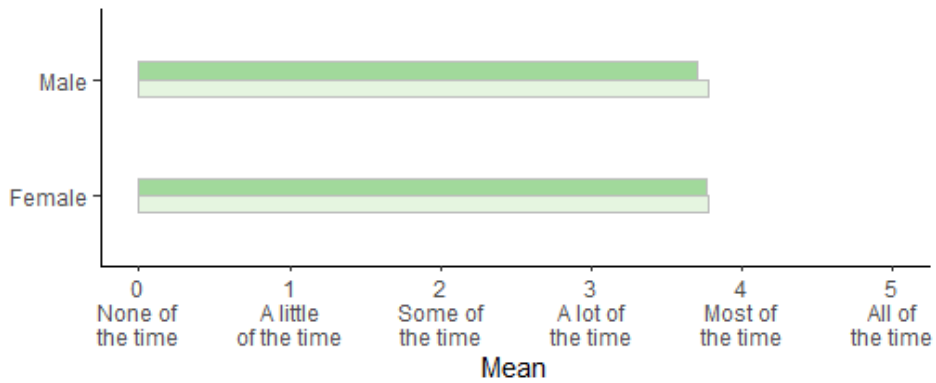 Male
Female
0 1 2 3 4 5
None of A little Some of A lot of Most of All of
the time of the time the time the time the time the time
Mean